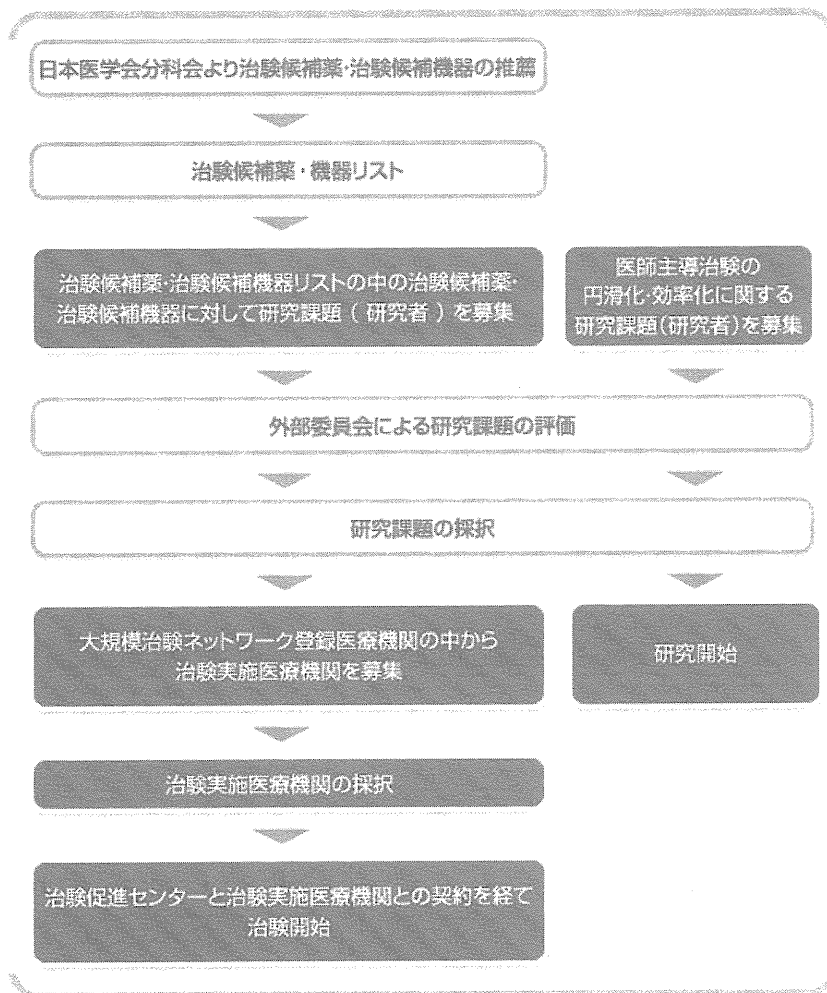 日本医学会分科会より治験候補薬・治験候補機器の推薦
治験候補薬・機器リスト
治験候補薬・治験候補機器リストの中の治験候補薬・
治験候補機器に対して研究課題（研究者）を募集
医師主導治験の
円滑化・効率化に関する
研究課題（研究者）を募集
外部委員会による研究課題の評価
研究課題の採択
大規模治験ネットワーク登録医療機関の中から
治験実施医療機関を募集
研究開始
治験実施医療機関の採択
治験促進センターと治験実施医療機関との契約を経て
治験開始